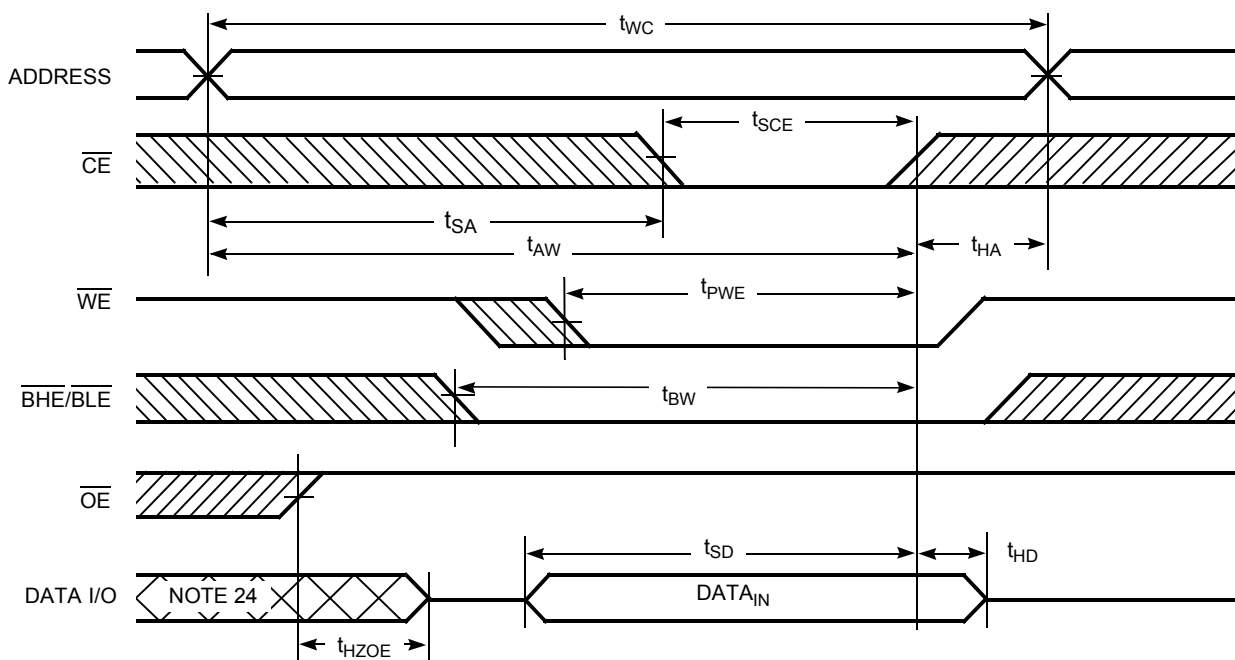 tWC
ADDRESS
tSCE
CE
tSA
tAW
tHA
WE
tPWE
BHE/BLE
tBW
OE
tSD
tHD
DATA I/O
NOTE 24
DATAIN
tHZOE